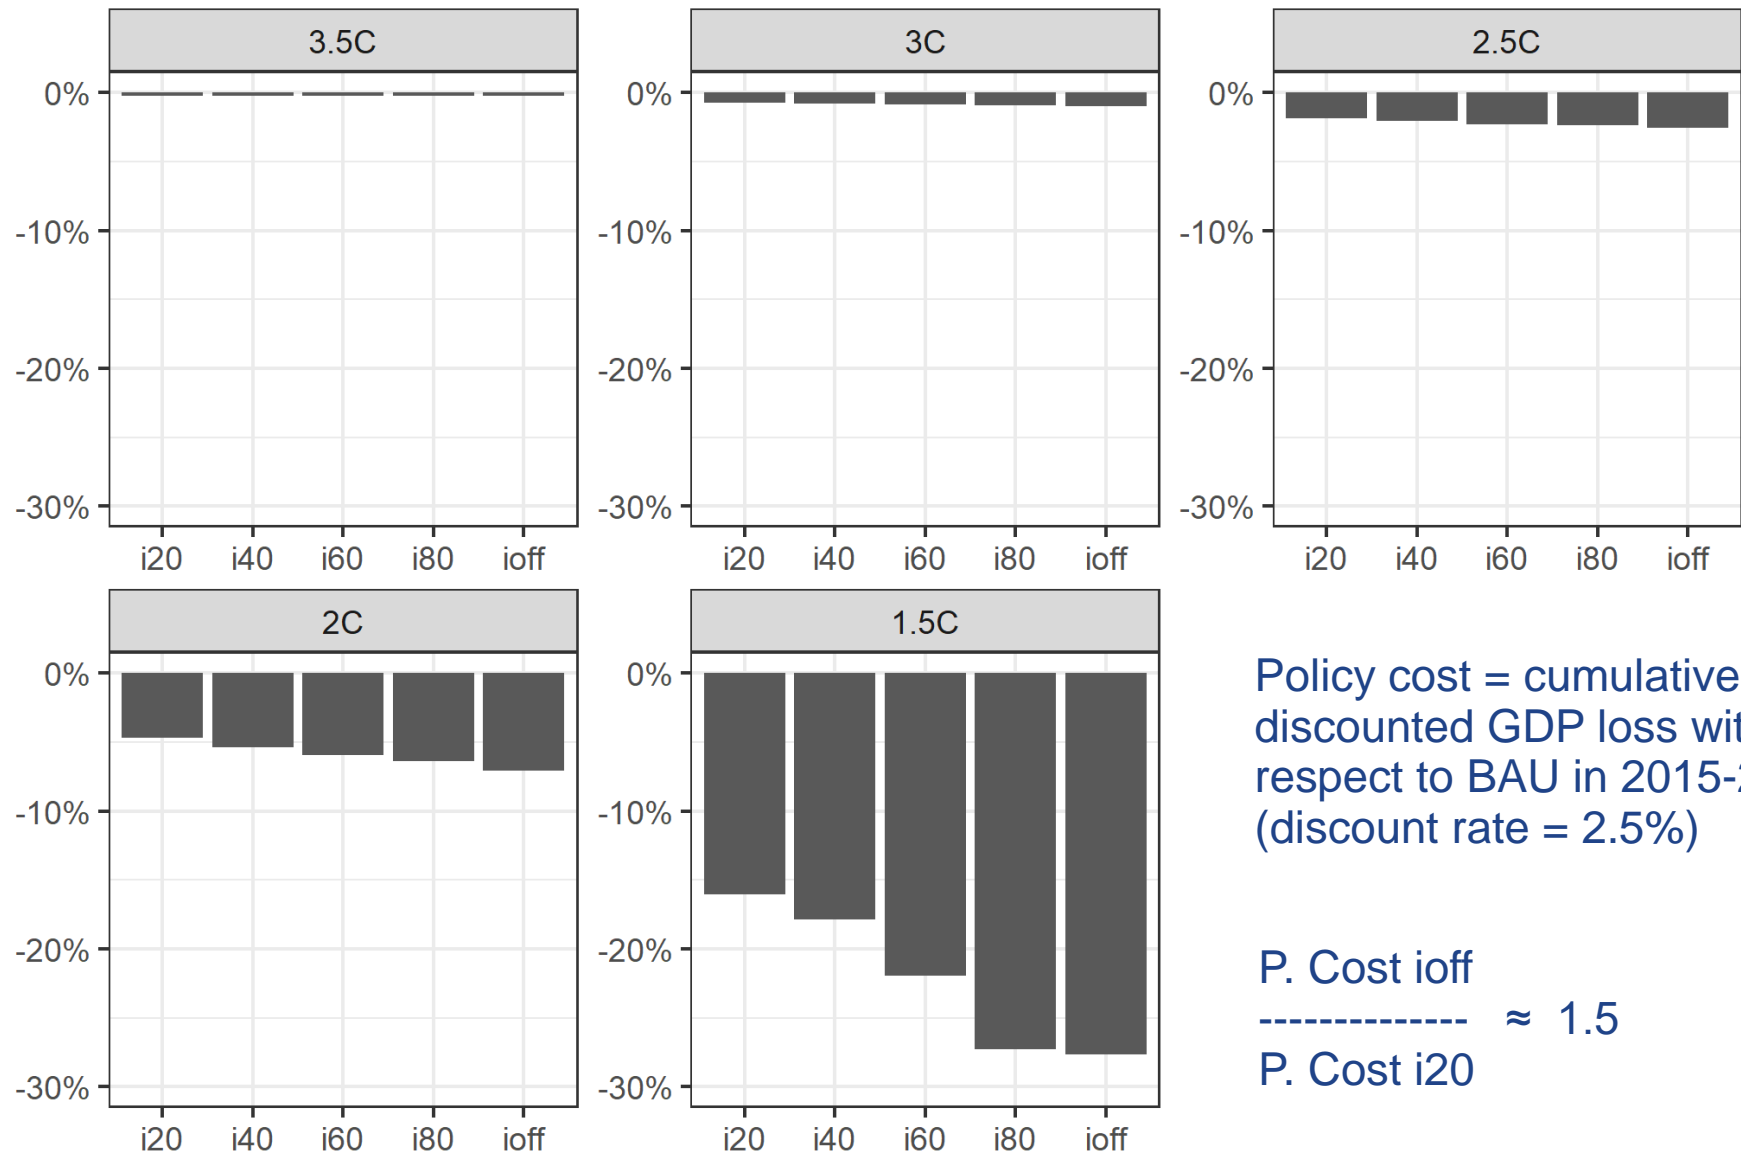 3.5C
0%
-10%
-20%
-30%
i20 i40 i60 i80 ioff
3C
0%
-10%
-20%
-30%
i20 i40 i60 i80 ioff
2.5C
0%
-10%
-20%
-30%
i20 i40 i60 i80 ioff
2C
0%
-10%
-20%
-30%
i20 i40 i60 i80 ioff
1.5C
0%
-10%
-20%
-30%
i20 i40 i60 i80 ioff
Policy cost = cumulative
discounted GDP loss
respect to BAU in 2015-
(discount rate = 2.5%)
P. Cost ioff
-------------- ≈ 1.5
P. Cost i20